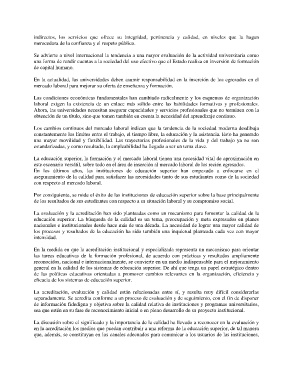 indirectos, los servicios que ofrece su integridad, pertinencia y calidad, en niveles que la hagan
merecedora de la confianza y el respeto público.
Se advierte a nivel internacional la tendencia a una mayor evaluación de la actividad universitaria como
una forma de rendir cuentas a la sociedad del uso efectivo que el Estado realiza en inversión de formación
de capital humano.
En la actualidad, las universidades deben asumir responsabilidad en la inserción de los egresados en el
mercado laboral para mejorar su oferta de enseñanza y formación.
Las condiciones económicas fundamentales han cambiado radicalmente y los esquemas de organización
laboral exigen la existencia de un enlace más sólido entre las habilidades formativas y profesionales.
Ahora, las universidades necesitan asegurar capacidades y servicios profesionales que no terminen con la
obtención de un título, sino que tomen también en cuenta la necesidad del aprendizaje continuo.
Los cambios continuos del mercado laboral indican que la tendencia de la sociedad moderna desdibuja
constantemente los límites entre el trabajo, el tiempo libre, la educación y la asistencia. Esto ha generado
una mayor movilidad y flexibilidad. Las trayectorias profesionales de la vida y del trabajo ya no son
estandarizadas, y como resultado, la empleabilidad ha llegado a ser un tema clave.
La educación superior, la formación y el mercado laboral tienen una necesidad vital de aproximación en
este escenario versátil, sobre todo en el área de inserción al mercado laboral de los recién egresados.
En los últimos años, las instituciones de educación superior han empezado a enfocarse en el
aseguramiento de la calidad para satisfacer las necesidades tanto de sus estudiantes como de la sociedad
con respecto al mercado laboral.
Por consiguiente, se mide el éxito de las instituciones de educación superior sobre la base principalmente
de los resultados de sus estudiantes con respecto a su situación laboral y su compromiso social.
La evaluación y la acreditación han sido planteadas como un mecanismo para fomentar la calidad de la
educación superior. La búsqueda de la calidad es un tema, preocupación y meta expresados en planes
nacionales e institucionales desde hace más de una década. La necesidad de lograr una mayor calidad de
los procesos y resultados de la educación ha sido también una inquietud planteada cada vez con mayor
intensidad.
En la medida en que la acreditación institucional y especializada representa un mecanismo para orientar
las tareas educativas de la formación profesional, de acuerdo con prácticas y resultados ampliamente
promovidos, nacional e internacionalmente, se convierte en un medio indispensable para el mejoramiento
general en la calidad de los sistemas de educación superior. De ahí que tenga un papel estratégico dentro
de las políticas educativas orientadas a promover cambios relevantes en la organización, eficiencia y
eficacia de los sistemas de educación superior.
La acreditación, evaluación y calidad están relacionadas entre sí, y resulta muy difícil considerarlas
separadamente. Se acredita conforme a un proceso de evaluación y de seguimiento, con el fin de disponer
de información fidedigna y objetiva sobre la calidad relativa de instituciones y programas universitarios,
sea que estén en su fase de reconocimiento inicial o en pleno desarrollo de su proyecto institucional.
La discusión sobre el significado y la importancia de la calidad ha llevado a reconocer en la evaluación y
en la acreditación los medios que pueden contribuir a una reforma de la educación superior, de tal manera
que, además, se constituyan en los canales adecuados para comunicar a los usuarios de las instituciones,